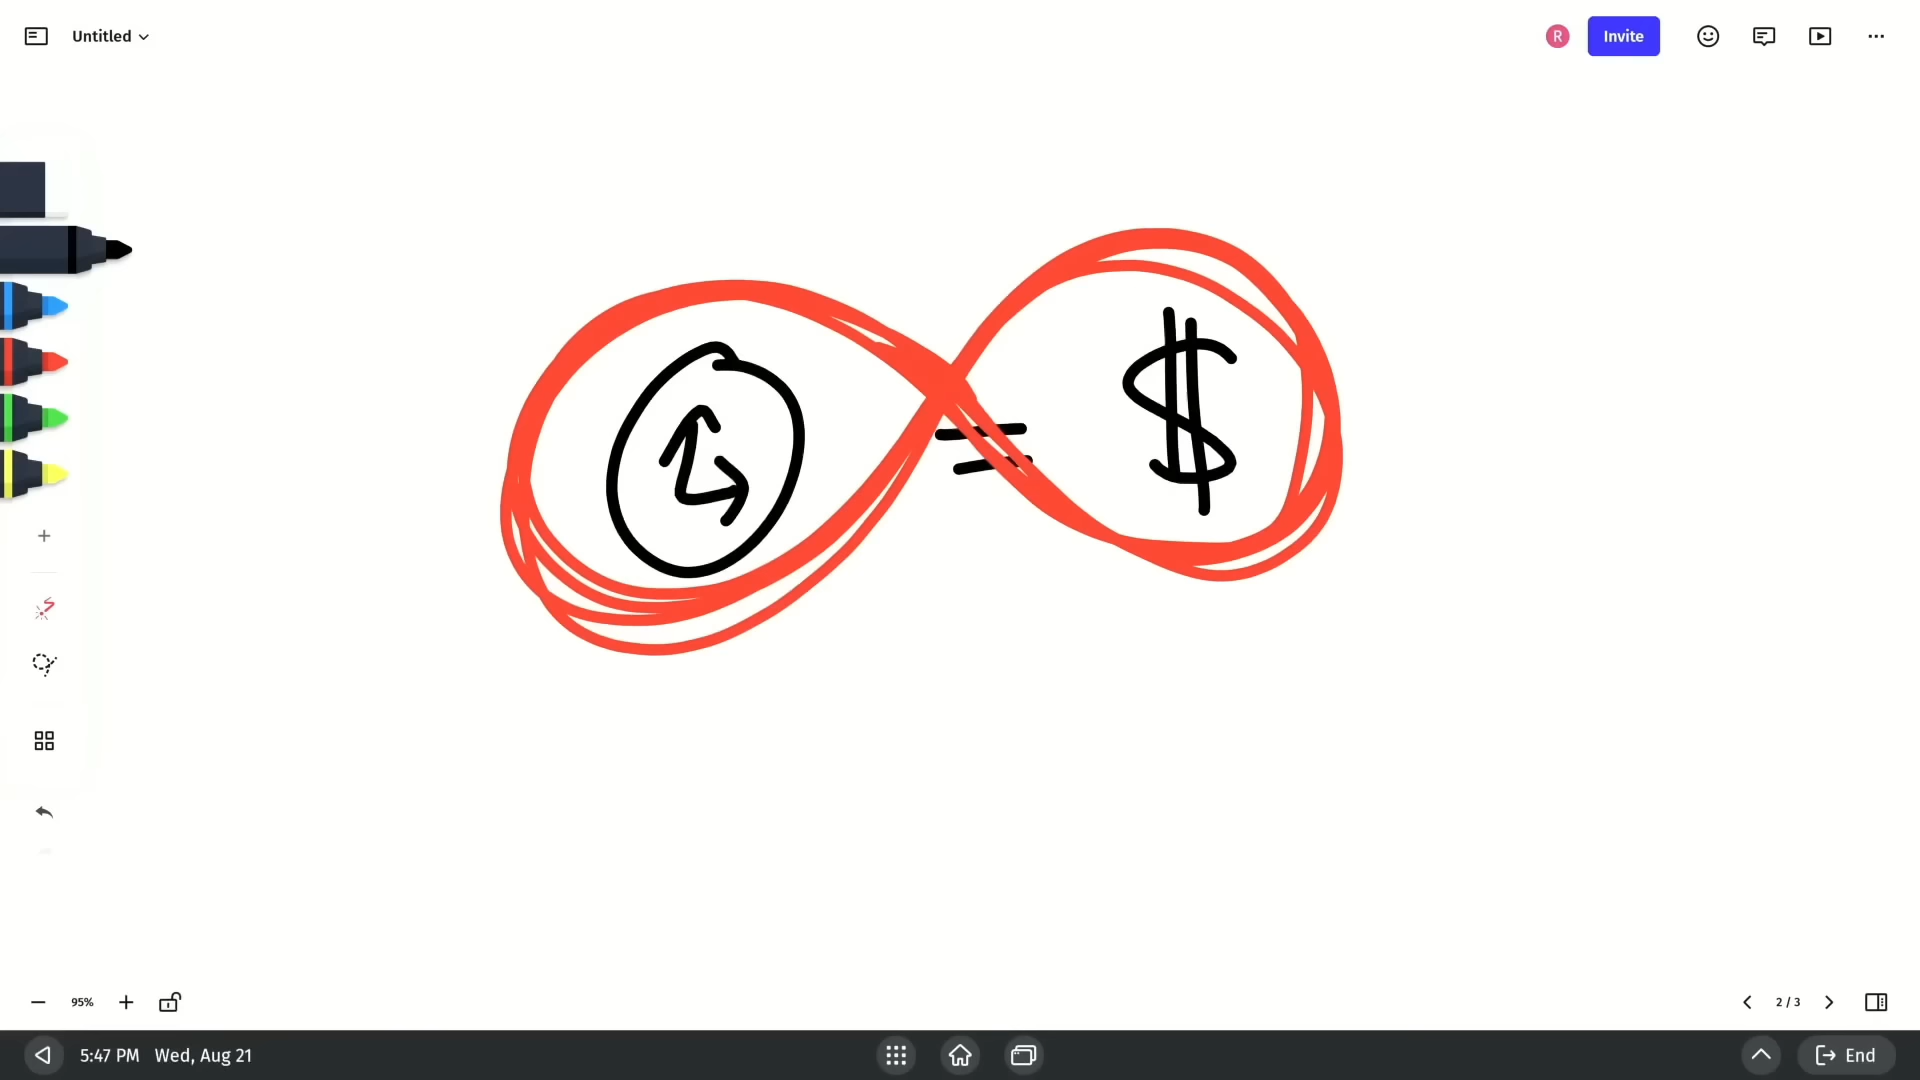 Untitled
R
Invite
= $
95%
2 / 3
5:47 PM Wed, Aug 21
End